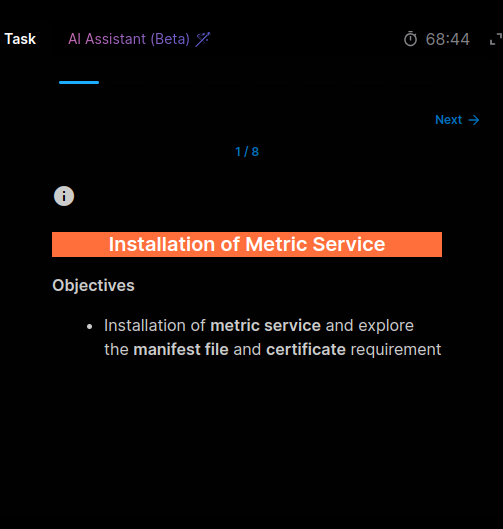 Task
AI Assistant (Beta)
68:44
Next
1 / 8
Installation of Metric Service
Objectives
Installation of metric service and explore
the manifest file and certificate requirement